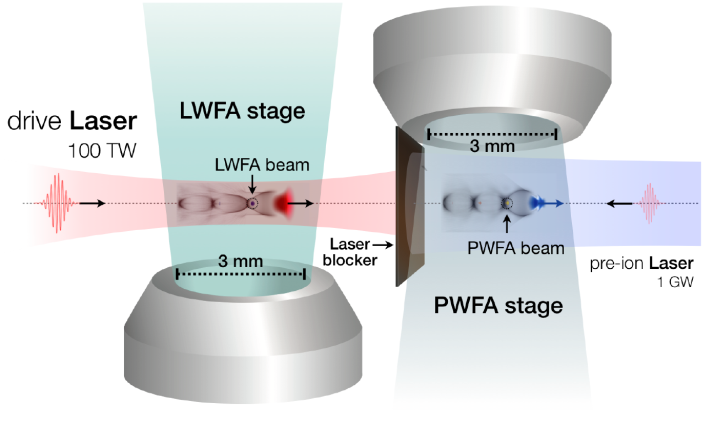 drive Laser
100 TW
LWFA stage
LWFA beam
3 mm
3 mm
Laser
blocker
PWFA beam
PWFA stage
pre-ion Laser
1 GW